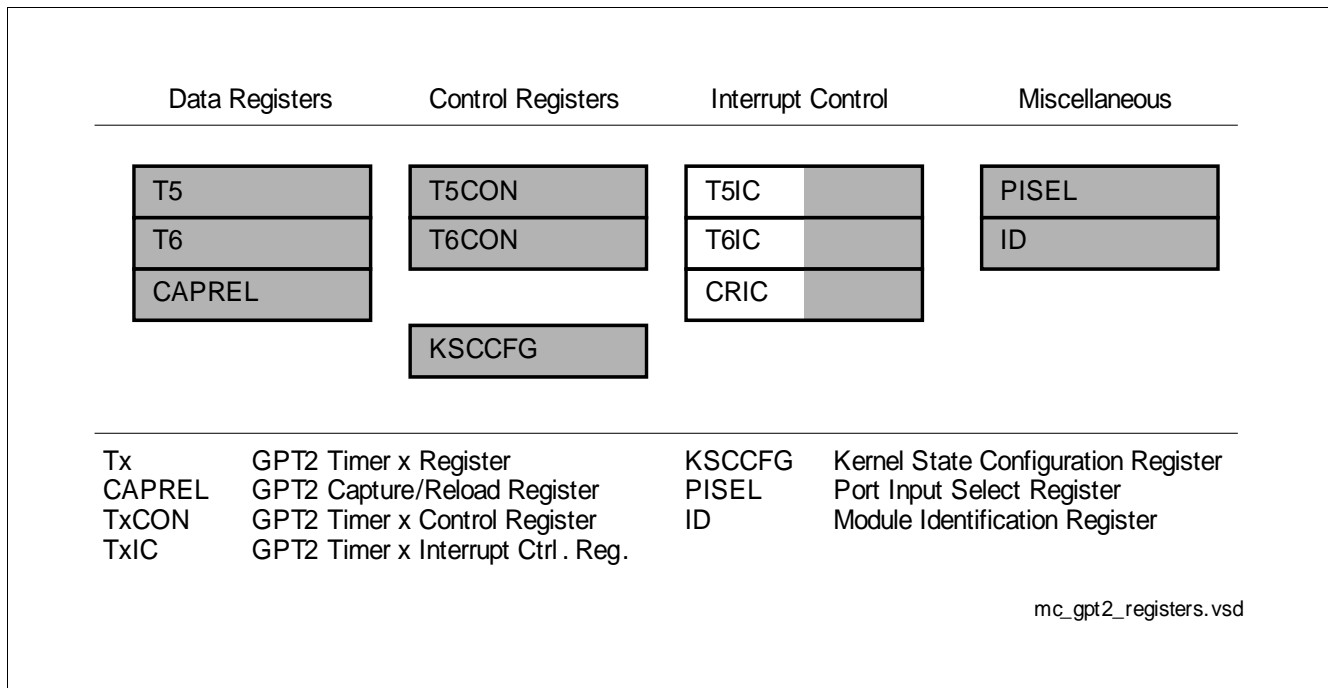 Data Registers Control Registers Interrupt Control Miscellaneous
T5 T5CON T5IC PISEL
T6 T6CON T6IC ID
CAPREL CRIC
KSCCFG
Tx GPT2 Timer x Register KSCCFG Kernel State Configuration Register
CAPREL GPT2 Capture/Reload Register PISEL Port Input Select Register
TxCON GPT2 Timer x Control Register ID Module Identification Register
TxIC GPT2 Timer x Interrupt Ctrl. Reg.
mc_gpt2_registers.vsd